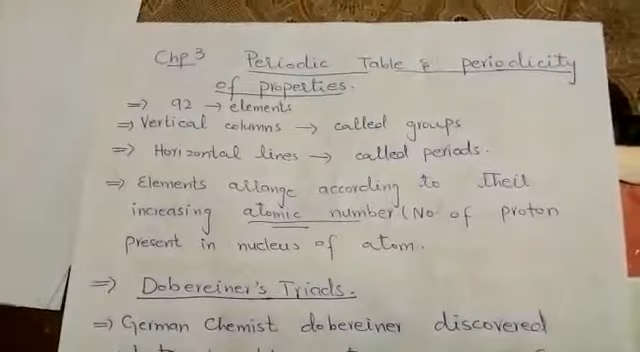 Chp 3 Periodic Table & periodicity
of properties.
=> 92 → elements
=> Vertical columns → called groups
=> Horizontal lines → called periods.
=> Elements arrange according to their
increasing atomic number (No. of proton
present in nucleus of atom.
=> Dobereiner's Triads.
=> German Chemist dobereiner discovered